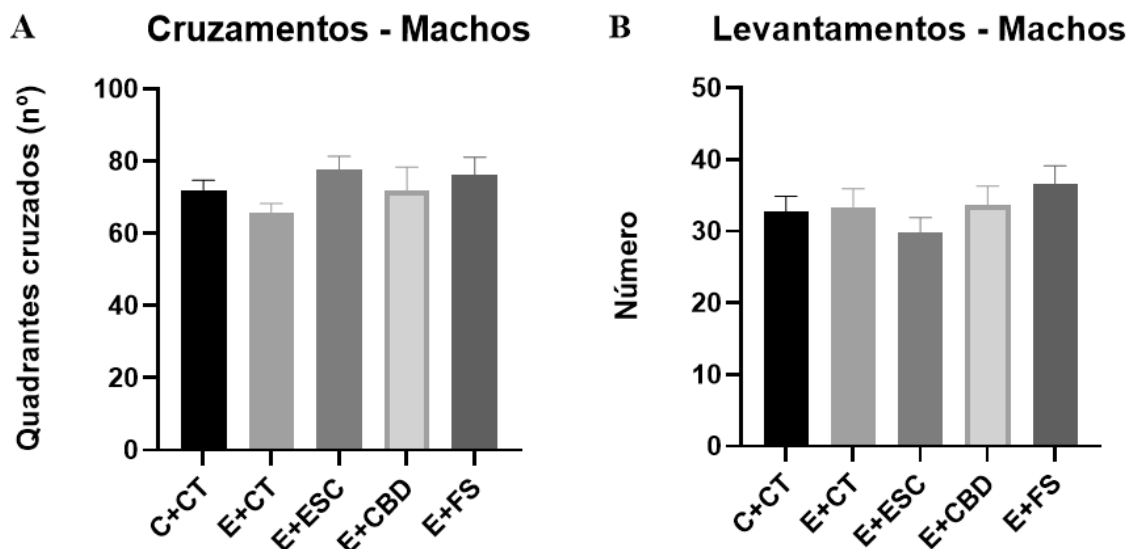 A
Cruzamentos - Machos
Quadrantes cruzados (nº)
100
80
60
40
20
0
C+CT
E+CT
E+ESC
E+CBD
E+FS
B
Levantamentos - Machos
Número
50
40
30
20
10
0
C+CT
E+CT
E+ESC
E+CBD
E+FS